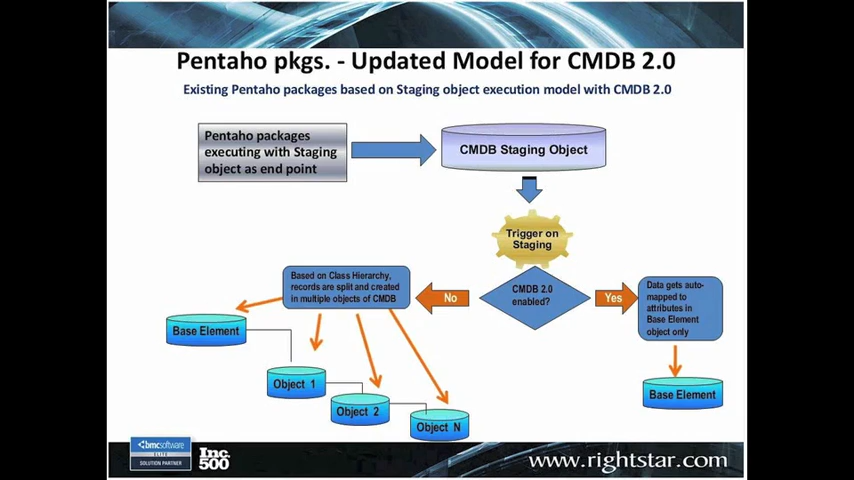 Pentaho pkgs. - Updated Model for CMDB 2.0
Existing Pentaho packages based on Staging object execution model with CMDB 2.0
Pentaho packages
executing with Staging
object as end point
CMDB Staging Object
Trigger on
Staging
Based on Class Hierarchy,
records are split and created
in multiple objects of CMDB
No
CMDB 2.0
enabled?
Yes
Data gets auto-
mapped to
attributes in
Base Element
object only
Base Element
Object 1
Object 2
Object N
Base Element
bmcsoftware
ELITE
SOLUTION PARTNER
Inc.
500
www.rightstar.com